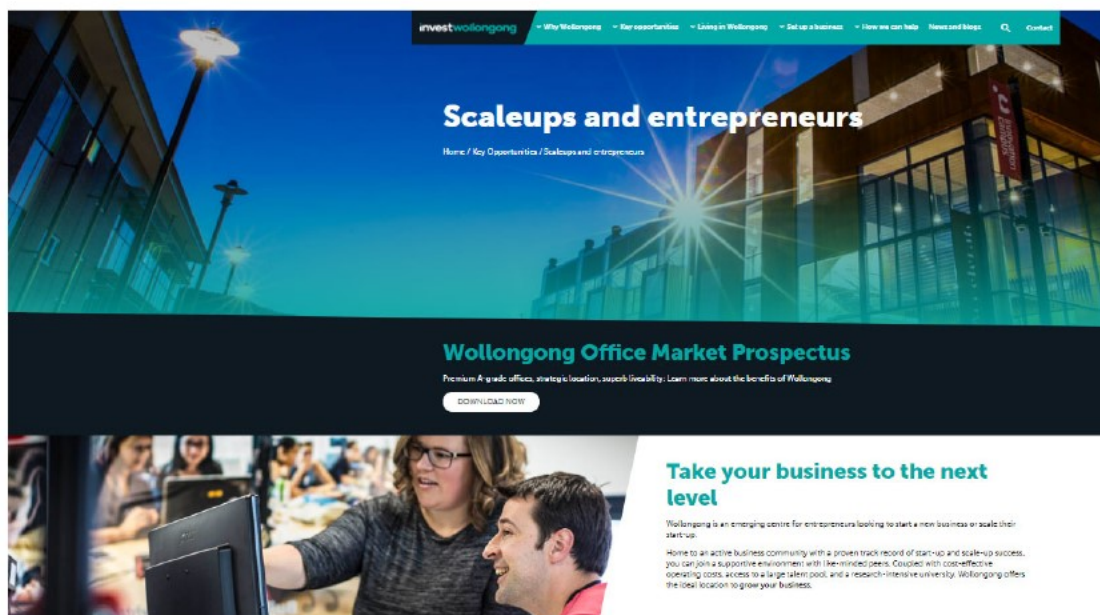 investwollongong
Why Wollongong Key opportunities Living in Wollongong Set up a business How we can help News and blogs Contact
Scaleups and entrepreneurs
Home / Key Opportunities / Scaleups and entrepreneurs
Innovation Campus
Wollongong Office Market Prospectus
Premium A-grade offices, strategic location, superb liveability: Learn more about the benefits of Wollongong
DOWNLOAD NOW
Take your business to the next
level
Wollongong is an emerging centre for entrepreneurs looking to start a new business or scale their
start-up.
Home to an active business community with a proven track record of start-up and scale-up success,
you can join a supportive environment with like-minded peers. Coupled with cost-effective
operating costs, access to a large talent pool, and a research-intensive university. Wollongong offers
the ideal location to grow your business.